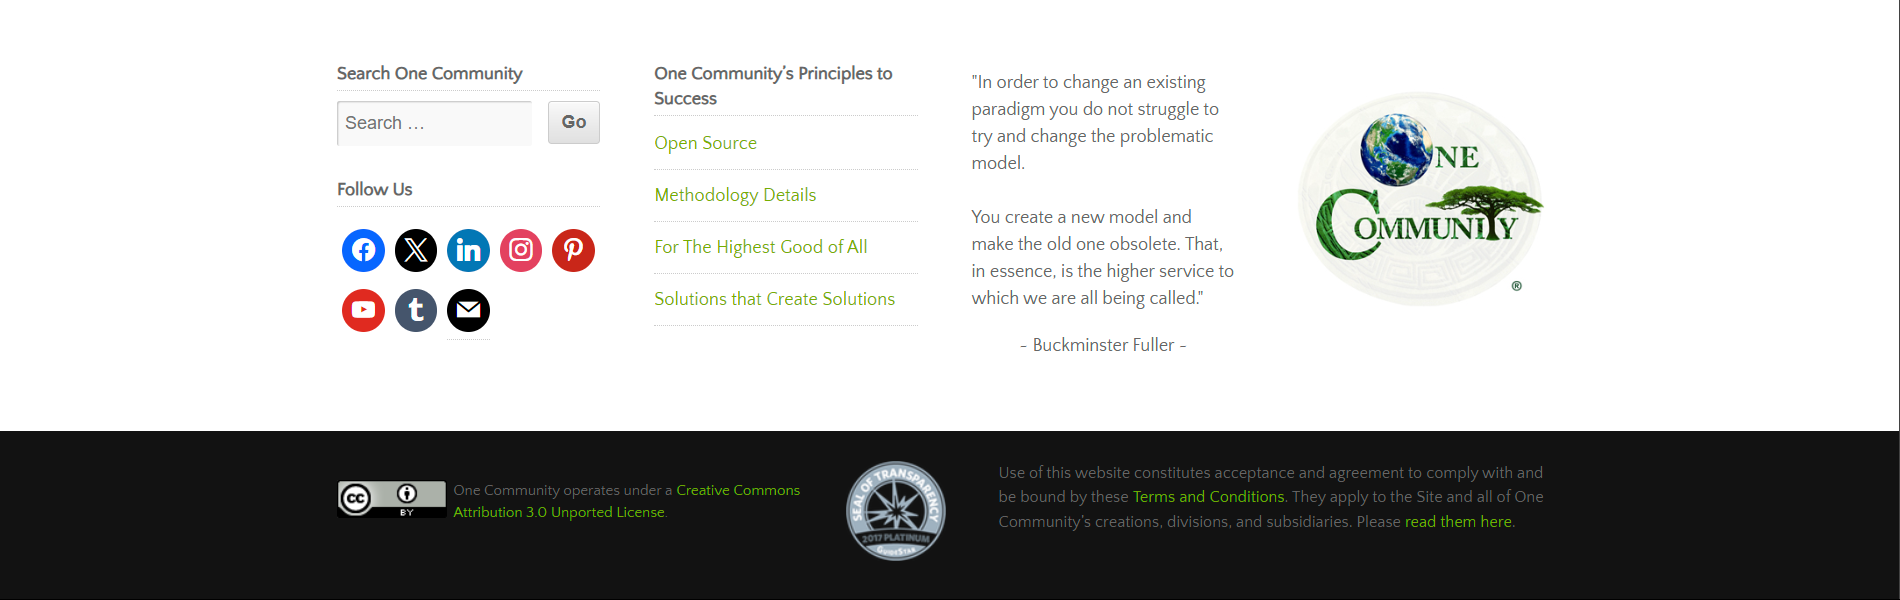 Search One Community
Search …
Go
Follow Us
One Community's Principles to
Success
Open Source
Methodology Details
For The Highest Good of All
Solutions that Create Solutions
"In order to change an existing
paradigm you do not struggle to
try and change the problematic
model.
You create a new model and
make the old one obsolete. That,
in essence, is the higher service to
which we are all being called."
~ Buckminster Fuller ~
ONE
COMMUNITY
®
cc
BY
One Community operates under a Creative Commons
Attribution 3.0 Unported License.
SEAL OF TRANSPARENCY
2017 PLATINUM
GUIDESTAR
Use of this website constitutes acceptance and agreement to comply with and
be bound by these Terms and Conditions. They apply to the Site and all of One
Community's creations, divisions, and subsidiaries. Please read them here.